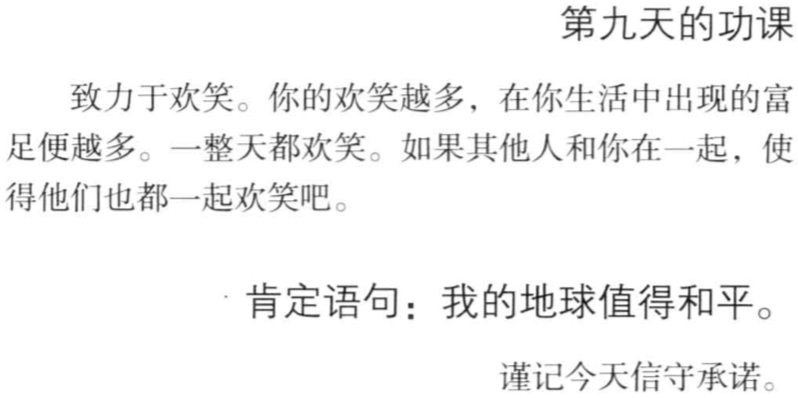 第九天的功课
致力于欢笑。你的欢笑越多，在你生活中出现的富
足便越多。一整天都欢笑。如果其他人和你在一起，使
得他们也都一起欢笑吧。
肯定语句：我的地球值得和平。
谨记今天信守承诺。